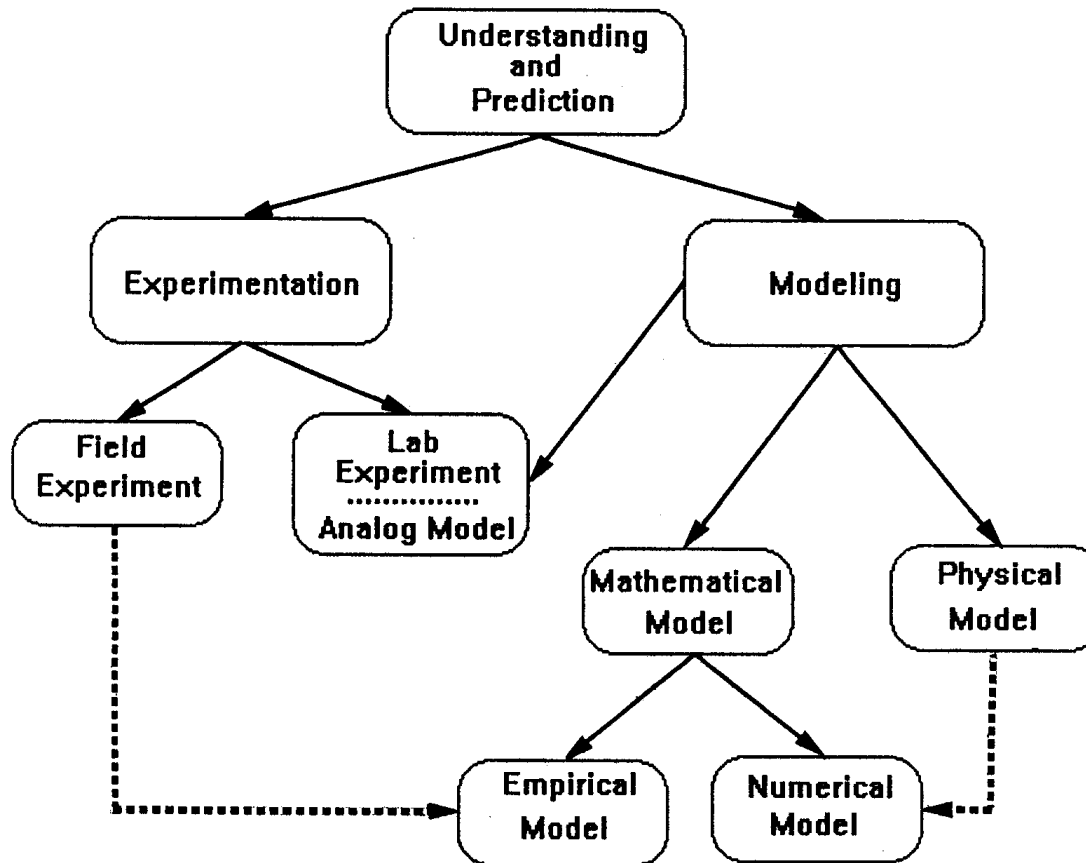 Understanding
and
Prediction
Experimentation
Modeling
Field
Experiment
Lab
Experiment
Analog Model
Mathematical
Model
Physical
Model
Empirical
Model
Numerical
Model